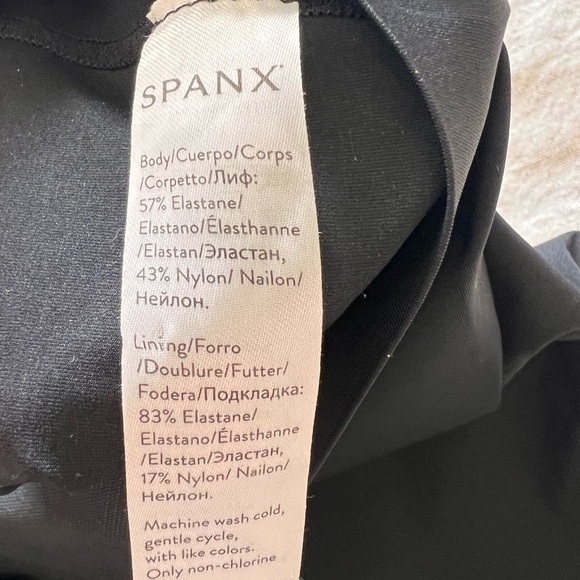 SPANX®
Body/Cuerpo/Corps
/Corpetto/Лиф:
57% Elastane/
Elastano/Élasthanne
/Elastan/Эластан,
43% Nylon/ Nailon/
Нейлон.
Lining/Forro
/Doublure/Futter/
Fodera/Подкладка:
83% Elastane/
Elastano/Élasthanne
/Elastan/Эластан,
17% Nylon/ Nailon/
Нейлон.
Machine wash cold,
gentle cycle,
with like colors.
Only non-chlorine